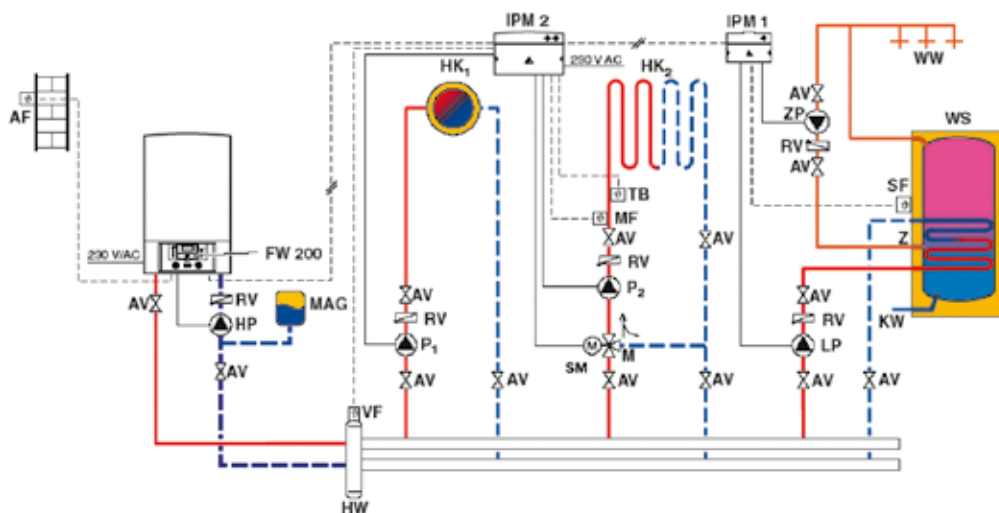 IPM 2
IPM 1
HK1
230 V AC
HK2
WW
AV
ZP
RV
AV
WS
AF
TB
SF
MF
AV
AV
Z
230 V/AC
FW 200
RV
AV
RV
MAG
AV
P2
AV
KW
HP
RV
RV
P1
M
LP
AV
SM
M
AV
AV
AV
AV
AV
AV
VF
HW